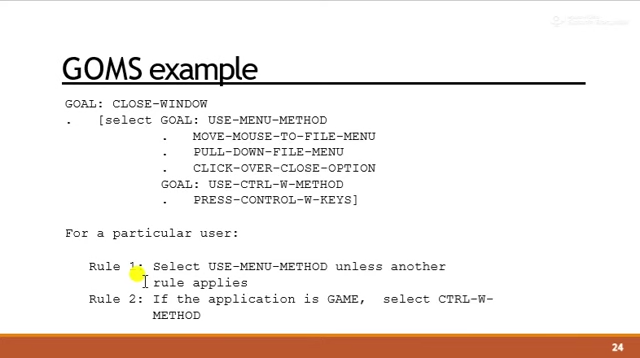 GOMS example
GOAL: CLOSE-WINDOW
. [select GOAL: USE-MENU-METHOD
. MOVE-MOUSE-TO-FILE-MENU
. PULL-DOWN-FILE-MENU
. CLICK-OVER-CLOSE-OPTION
GOAL: USE-CTRL-W-METHOD
. PRESS-CONTROL-W-KEYS]
For a particular user:
Rule 1: Select USE-MENU-METHOD unless another
rule applies
Rule 2: If the application is GAME, select CTRL-W-
METHOD
24